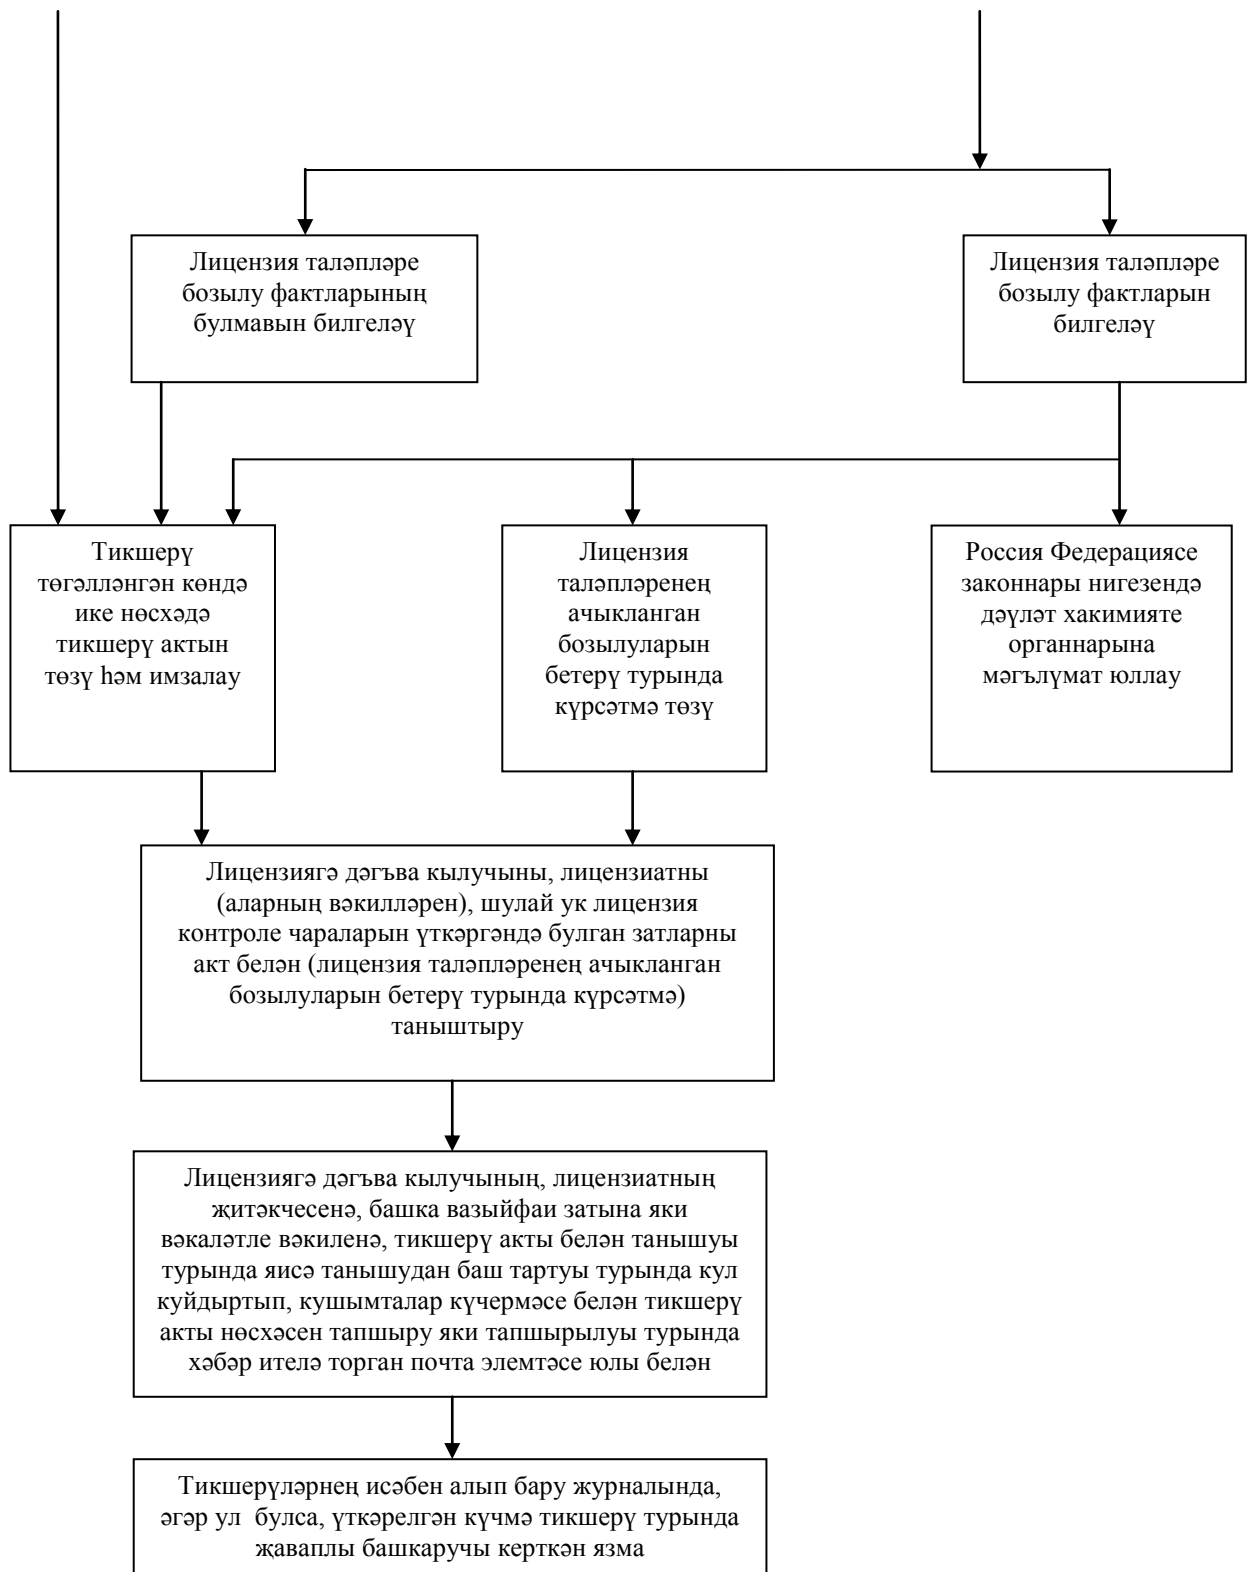 Лицензия таләпләре
бозылу фактларының
булмавын билгеләү
Лицензия таләпләре
бозылу фактларын
билгеләү
Тикшерү
төгәлләнгән көндә
ике нөсхәдә
тикшерү актын
төзү һәм имзалау
Лицензия
таләпләренең
ачыкланган
бозылуларын
бетерү турында
күрсәтмә төзү
Россия Федерациясе
законнары нигезендә
дәүләт хакимияте
органнарына
мәгълүмат юллау
Лицензиягә дәгъва кылучыны, лицензиатны
(аларның вәкилләрен), шулай ук лицензия
контроле чараларын үткәргәндә булган затларны
акт белән (лицензия таләпләренең ачыкланган
бозылуларын бетерү турында күрсәтмә)
таныштыру
Лицензиягә дәгъва кылучының, лицензиатның
җитәкчесенә, башка вазыйфаи затына яки
вәкаләтле вәкиленә, тикшерү акты белән танышуы
турында яисә танышудан баш тартуы турында кул
куйдыртып, кушымталар күчермәсе белән тикшерү
акты нөсхәсен тапшыру яки тапшырылуы турында
хәбәр ителә торган почта элемтәсе юлы белән
Тикшерүләрнең исәбен алып бару журналында,
әгәр ул  булса, үткәрелгән күчмә тикшерү турында
җаваплы башкаручы керткән язма